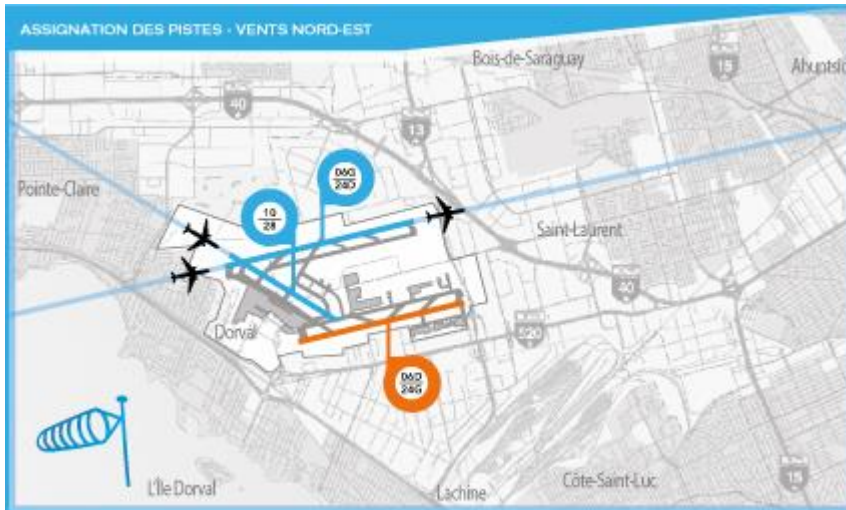 ASSIGNATION DES PISTES - VENTS NORD-EST
Bois-de-Saraguay
15
Ahuntsic
40
13
Pointe-Claire
06G
24D
10
28
Saint-Laurent
40
Dorval
520
06D
24G
L'Île Dorval
Lachine
Côte-Saint-Luc
15